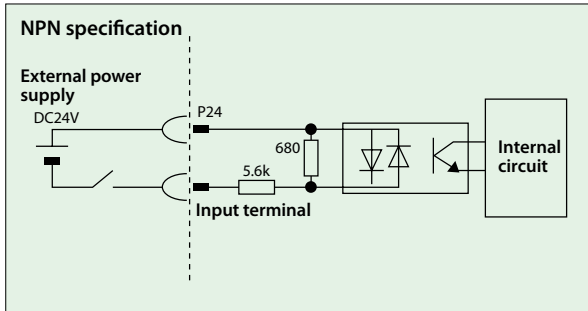 NPN specification
External power
supply
DC24V
P24
680
5.6k
Input terminal
Internal
circuit